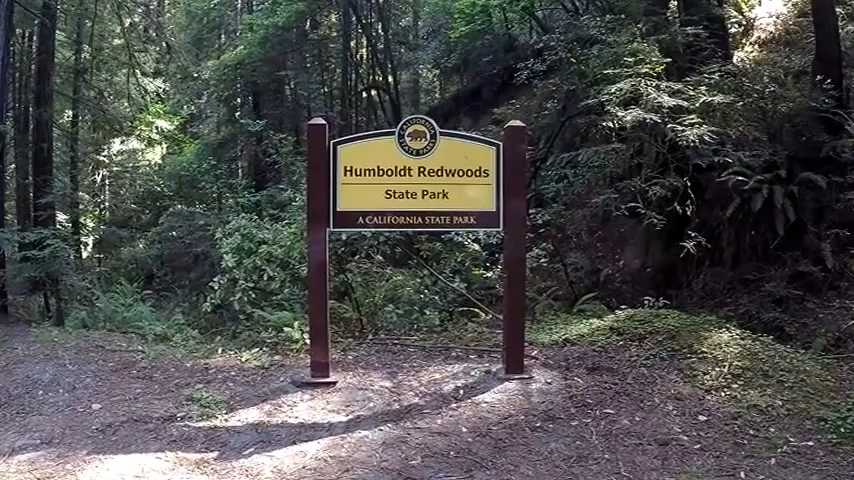 CALIFORNIA
STATE PARKS
Humboldt Redwoods
State Park
A CALIFORNIA STATE PARK